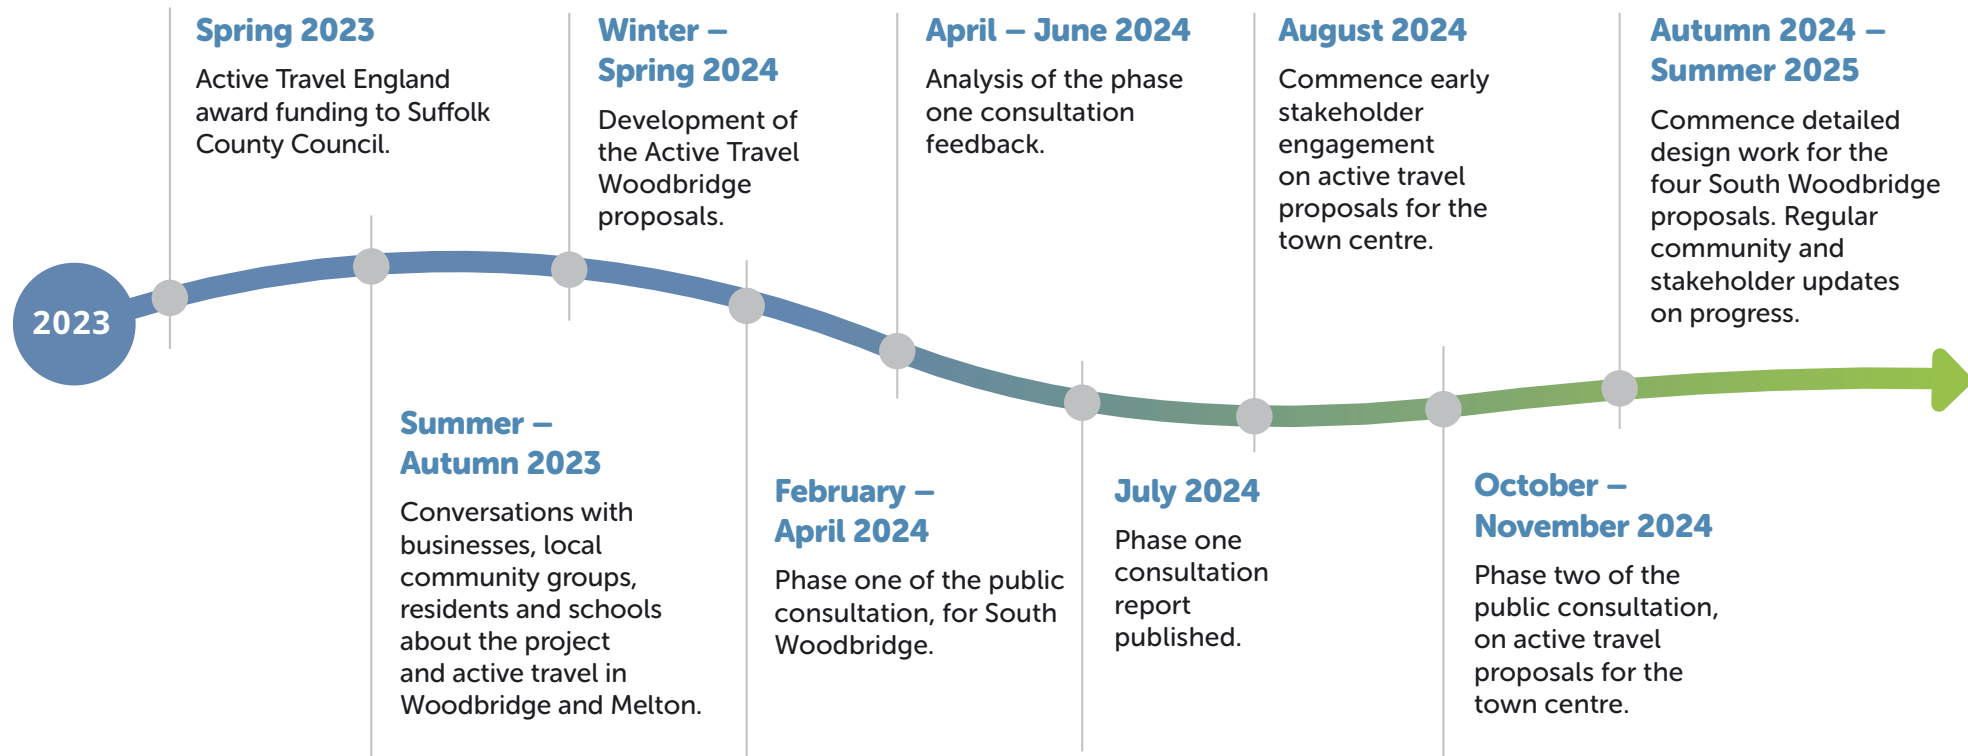 2023
Spring 2023
Active Travel England
award funding to Suffolk
County Council.
Summer –
Autumn 2023
Conversations with
businesses, local
community groups,
residents and schools
about the project
and active travel in
Woodbridge and Melton.
Winter –
Spring 2024
Development of
the Active Travel
Woodbridge
proposals.
February –
April 2024
Phase one of the public
consultation, for South
Woodbridge.
April – June 2024
Analysis of the phase
one consultation
feedback.
July 2024
Phase one
consultation
report
published.
August 2024
Commence early
stakeholder
engagement
on active travel
proposals for the
town centre.
October –
November 2024
Phase two of the
public consultation,
on active travel
proposals for the
town centre.
Autumn 2024 –
Summer 2025
Commence detailed
design work for the
four South Woodbridge
proposals. Regular
community and
stakeholder updates
on progress.